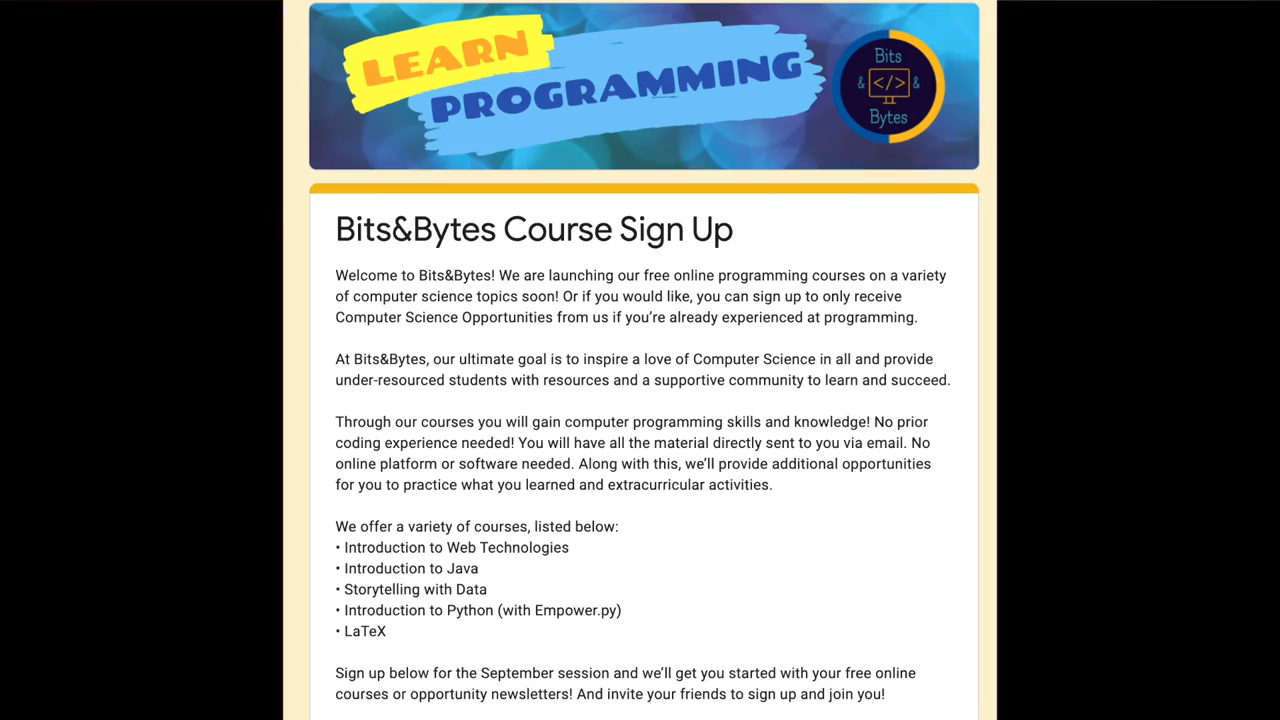 LEARN
PROGRAMMING
Bits
& </> &
Bytes
Bits&Bytes Course Sign Up
Welcome to Bits&Bytes! We are launching our free online programming courses on a variety
of computer science topics soon! Or if you would like, you can sign up to only receive
Computer Science Opportunities from us if you’re already experienced at programming.
At Bits&Bytes, our ultimate goal is to inspire a love of Computer Science in all and provide
under-resourced students with resources and a supportive community to learn and succeed.
Through our courses you will gain computer programming skills and knowledge! No prior
coding experience needed! You will have all the material directly sent to you via email. No
online platform or software needed. Along with this, we’ll provide additional opportunities
for you to practice what you learned and extracurricular activities.
We offer a variety of courses, listed below:
• Introduction to Web Technologies
• Introduction to Java
• Storytelling with Data
• Introduction to Python (with Empower.py)
• LaTeX
Sign up below for the September session and we’ll get you started with your free online
courses or opportunity newsletters! And invite your friends to sign up and join you!